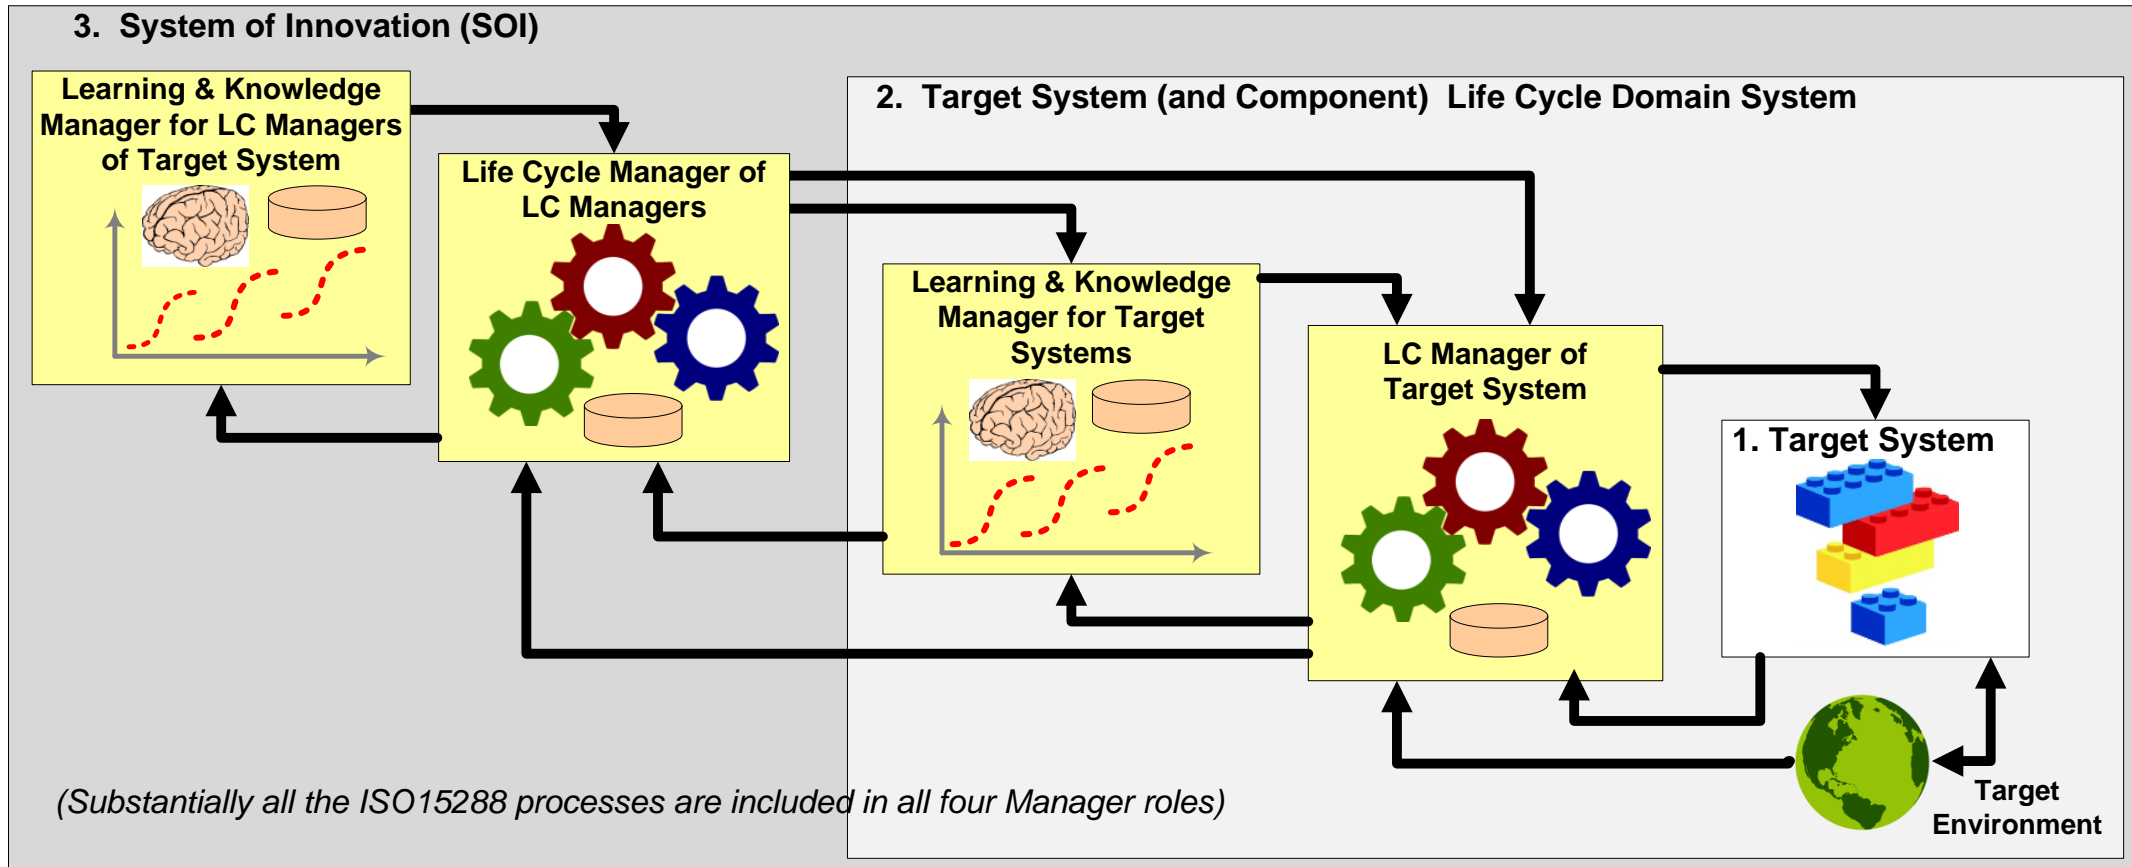 3. System of Innovation (SOI)
Learning & Knowledge
Manager for LC Managers
of Target System
2. Target System (and Component) Life Cycle Domain System
Life Cycle Manager of
LC Managers
Learning & Knowledge
Manager for Target
Systems
LC Manager of
Target System
1. Target System
(Substantially all the ISO15288 processes are included in all four Manager roles)
Target
Environment